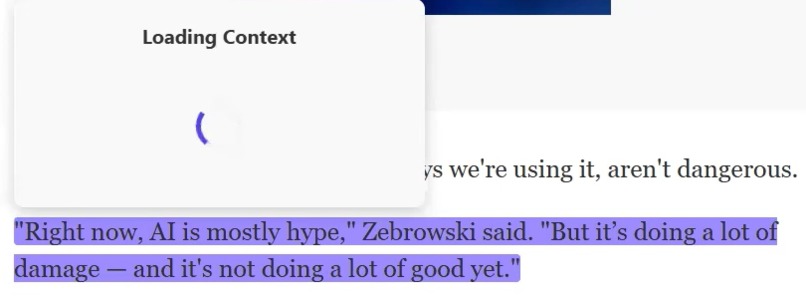 Loading Context
we're using it, aren't dangerous.
"Right now, AI is mostly hype," Zebrowski said. "But it’s doing a lot of
damage — and it's not doing a lot of good yet."